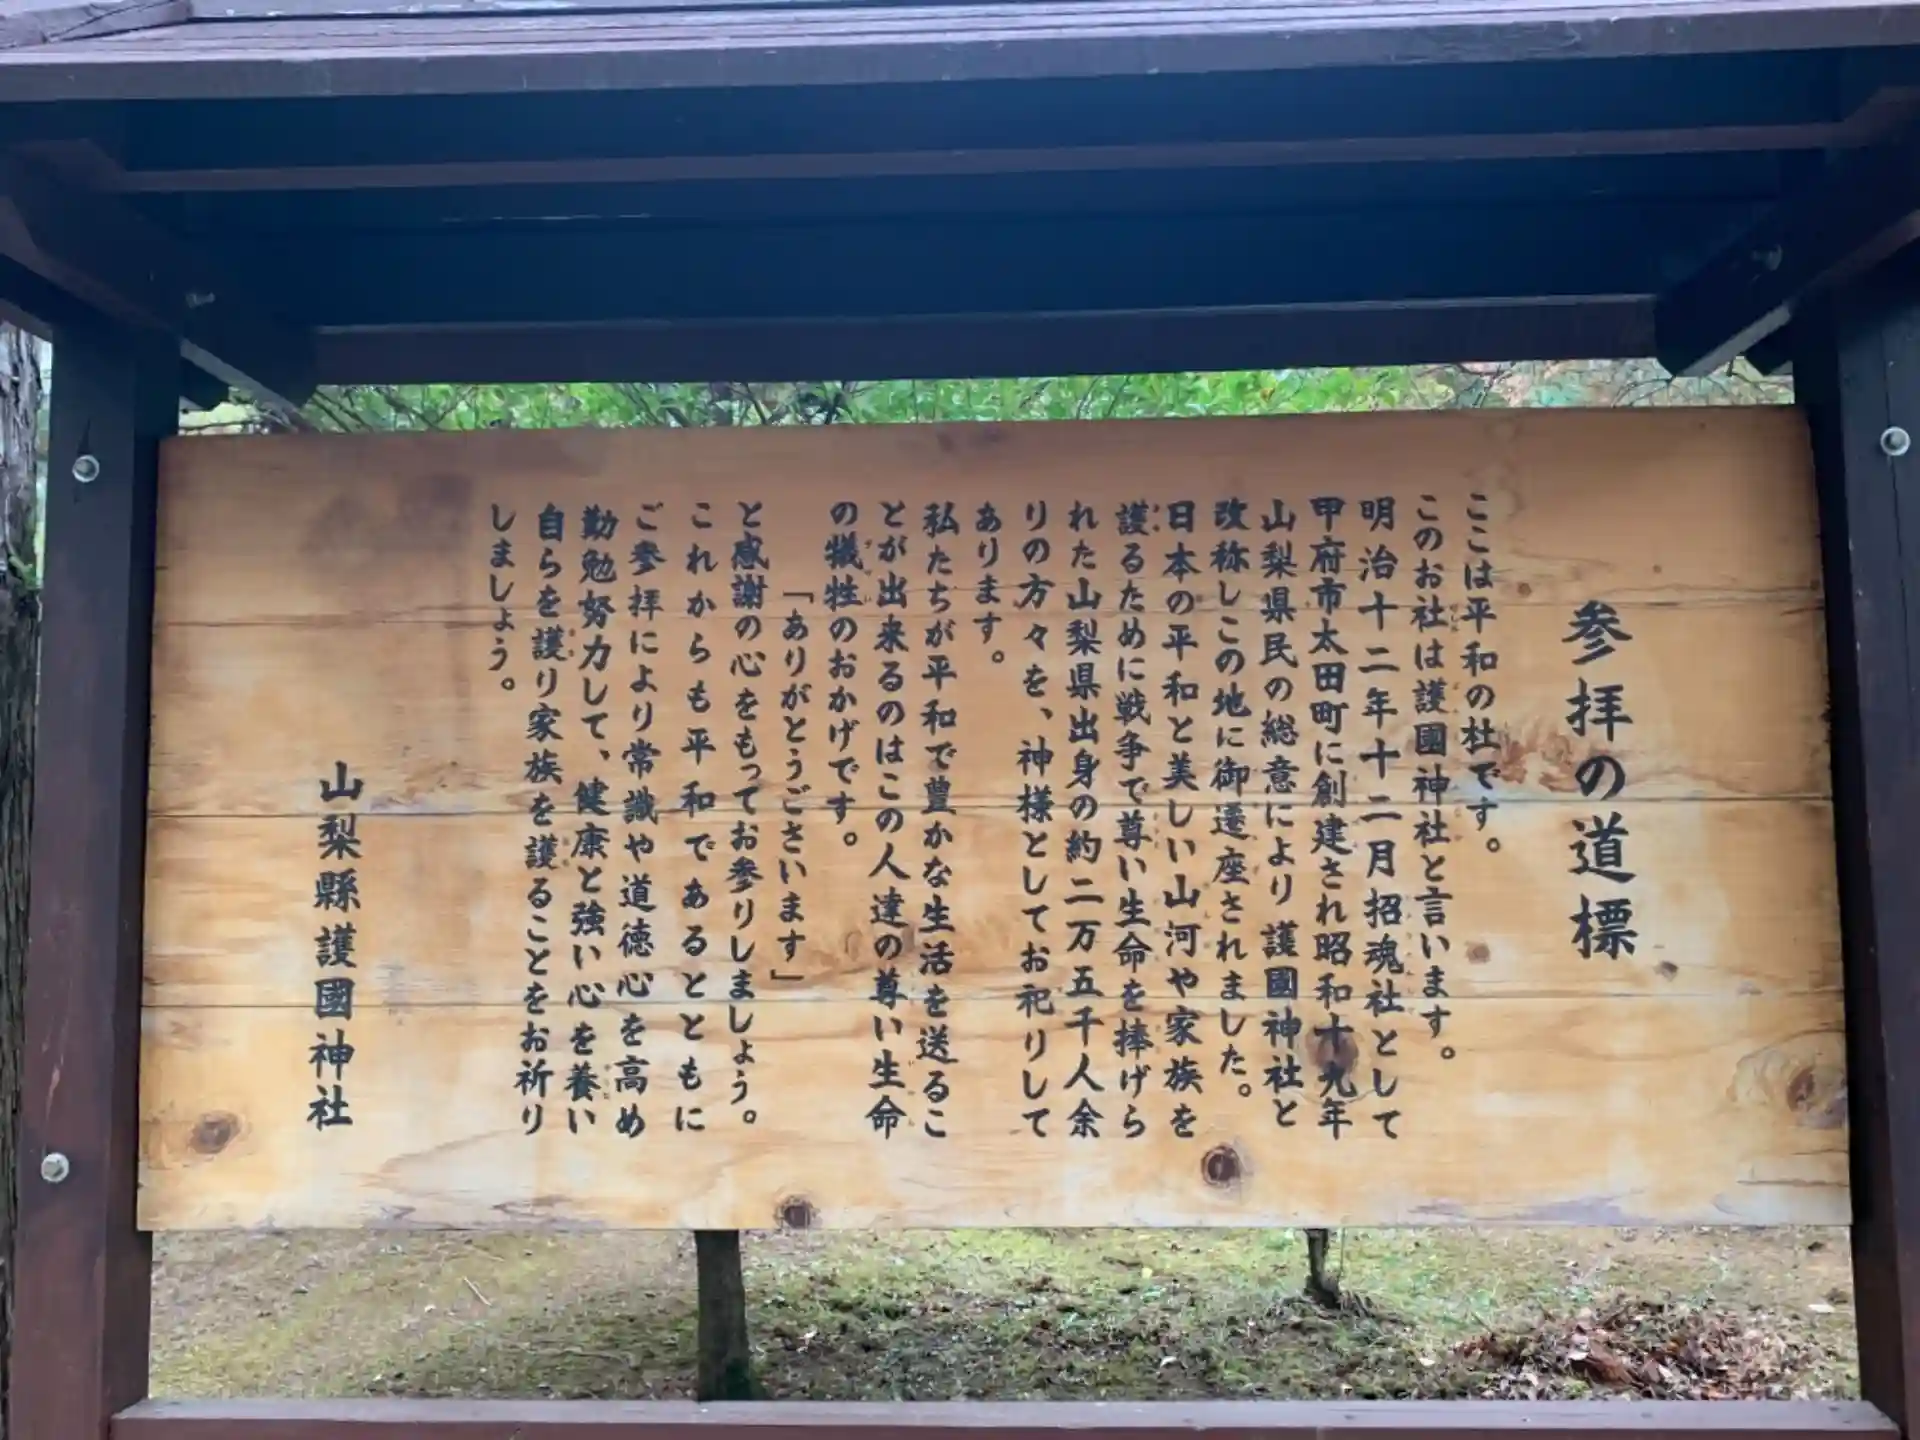 参拝の道標
ここは平和の杜です。
このお社は護國神社と言います。
明治十二年十二月招魂社として
甲府市太田町に創建され昭和十九年
山梨県民の総意により護國神社と
改称しこの地に御遷座されました。
日本の平和と美しい山河や家族を
護るために戦争で尊い生命を捧げら
れた山梨県出身の約二万五千人余
りの方々を、神様としてお祀りして
あります。
私たちが平和で豊かな生活を送るこ
とが出来るのはこの人達の尊い生命
の犠牲のおかげです。
「ありがとうございます」
と感謝の心をもってお参りしましょう。
これからも平和であるとともに
ご参拝により常識や道徳心を高め
勤勉努力して、健康と強い心を養い
自らを護り家族を護ることをお祈り
しましょう。
山梨縣護國神社